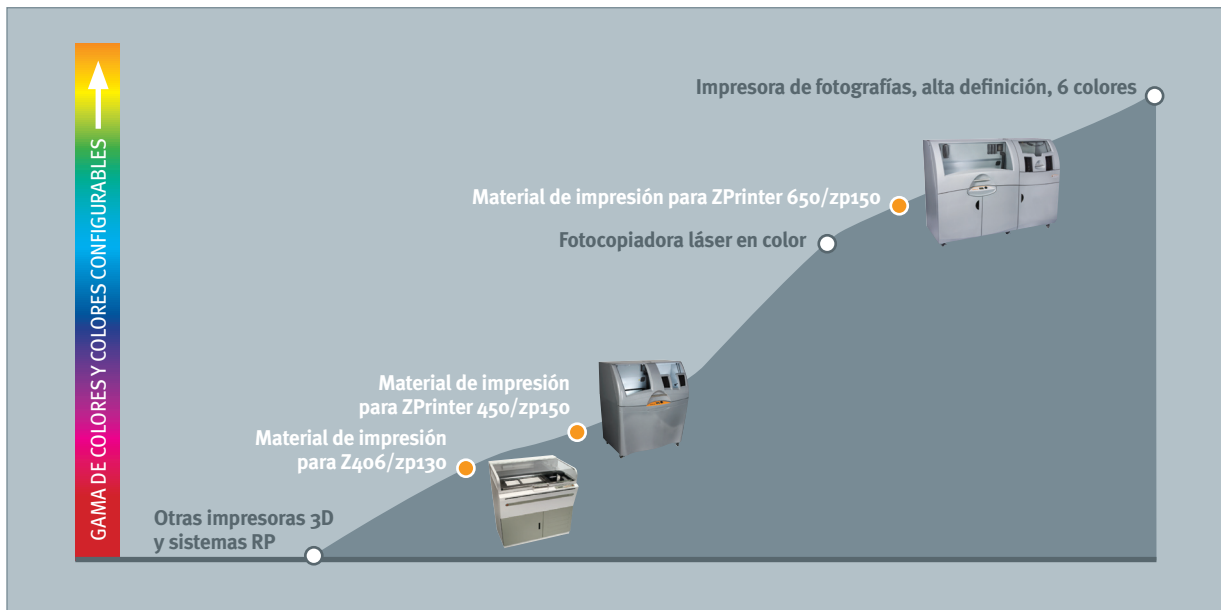 GAMA DE COLORES Y COLORES CONFIGURABLES
Impresora de fotografías, alta definición, 6 colores
Material de impresión para ZPrinter 650/zp150
Fotocopiadora láser en color
Material de impresión
para ZPrinter 450/zp150
Material de impresión
para Z406/zp130
Otras impresoras 3D
y sistemas RP